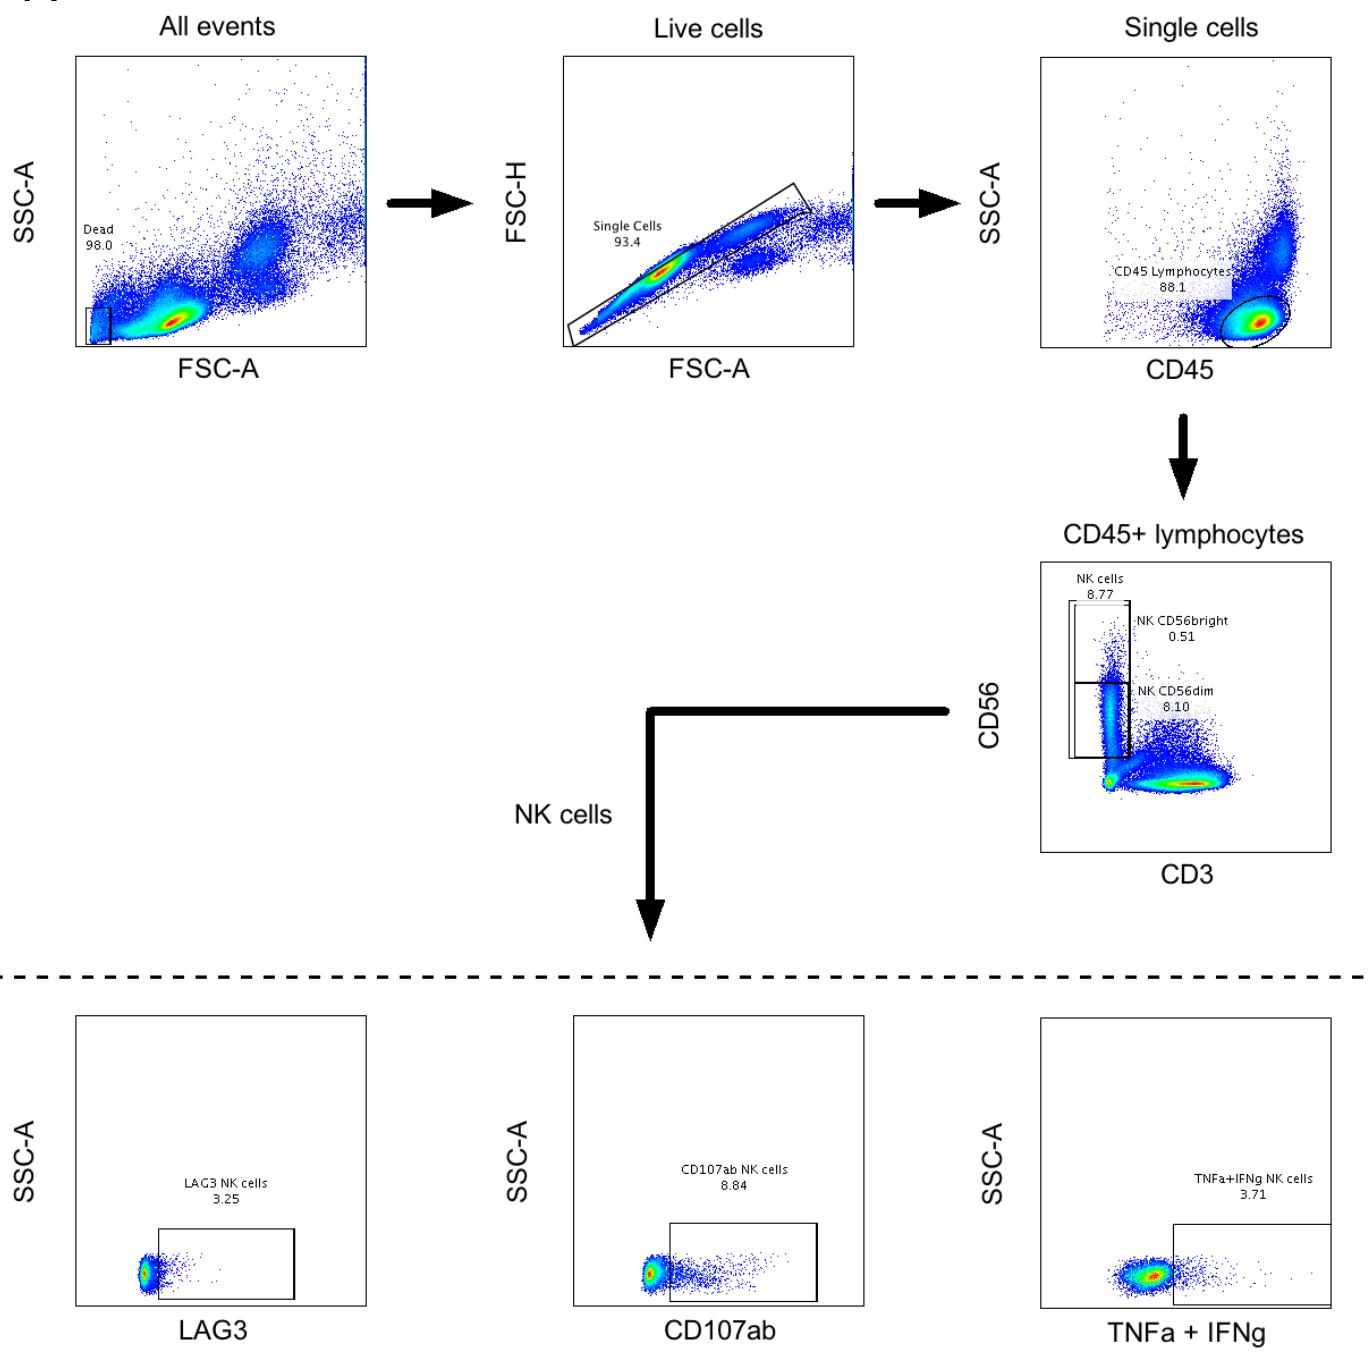 All events
Live cells
Single cells
SSC-A
Dead
98.0
FSC-A
FSC-H
Single Cells
93.4
FSC-A
SSC-A
CD45 Lymphocytes
88.1
CD45
CD45+ lymphocytes
CD56
NK cells
8.77
NK CD56bright
0.51
NK CD56dim
8.10
CD3
NK cells
SSC-A
LAG3 NK cells
3.25
LAG3
SSC-A
CD107ab NK cells
8.84
CD107ab
SSC-A
TNFa+IFNg NK cells
3.71
TNFa + IFNg